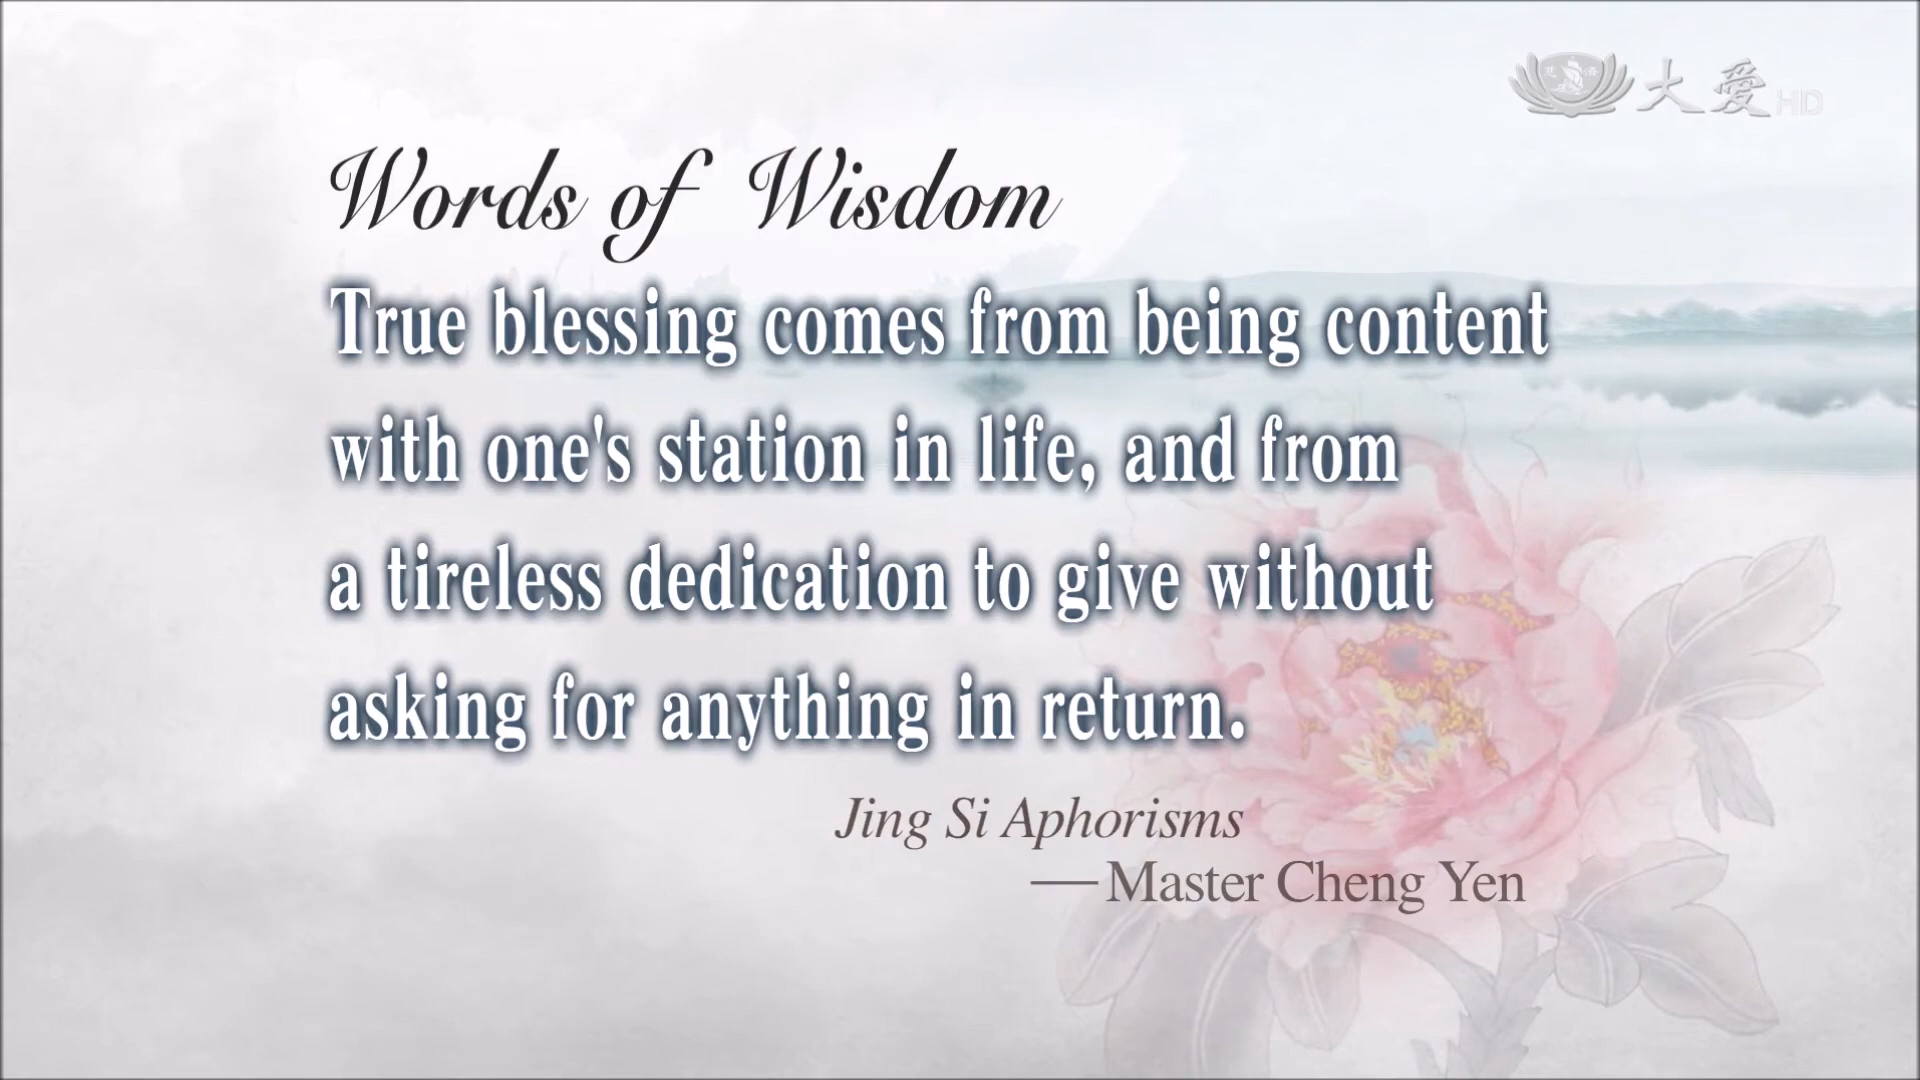 大愛HD
Words of Wisdom
True blessing comes from being content
with one's station in life, and from
a tireless dedication to give without
asking for anything in return.
Jing Si Aphorisms
—Master Cheng Yen